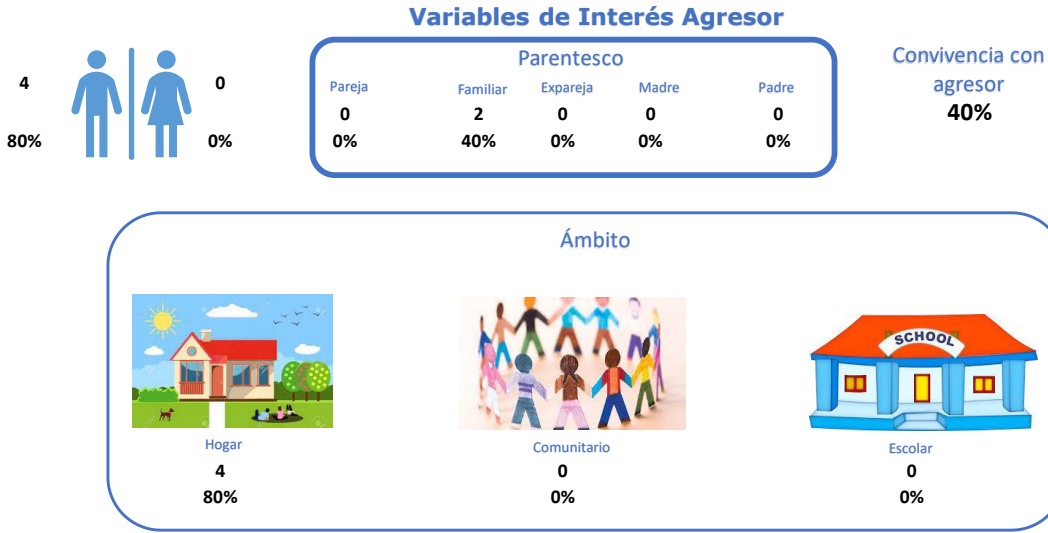 Variables de Interés Agresor
4
80%
0
0%
Parentesco
Pareja Familiar Expareja Madre Padre
0 2 0 0 0
0% 40% 0% 0% 0%
Convivencia con
agresor
40%
Ámbito
SCHOOL
Hogar Comunitario Escolar
4 0 0
80% 0% 0%